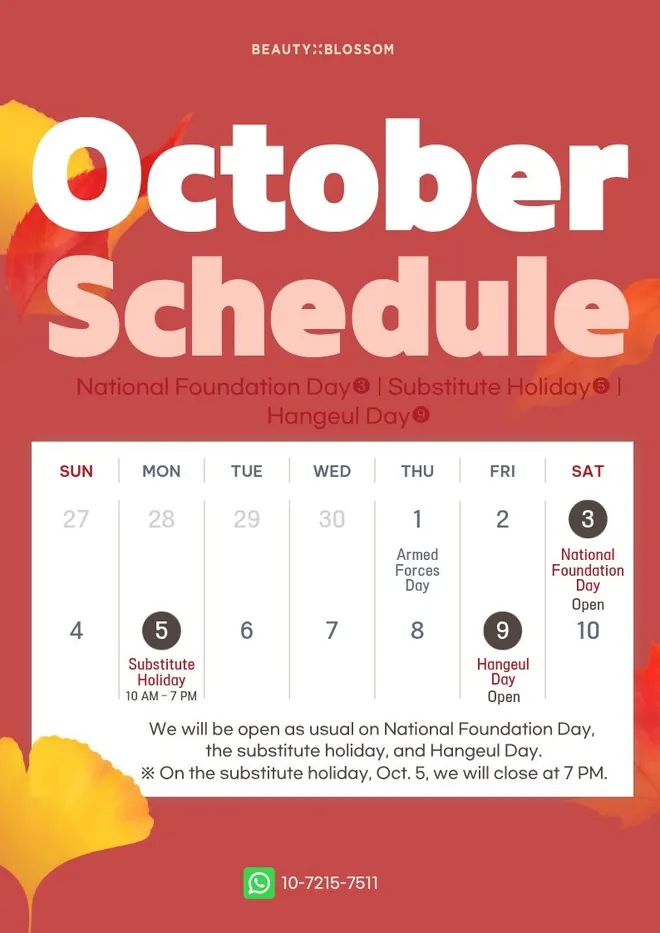 BEAUTY BLOSSOM
October
Schedule
National Foundation Day❸ | Substitute Holiday❺ |
Hangeul Day❾
SUN MON TUE WED THU FRI SAT
27 28 29 30 1 2 3
Armed
Forces
Day
National
Foundation
Day
Open
4 5 6 7 8 9 10
Substitute
Holiday
10 AM - 7 PM
Hangeul
Day
Open
We will be open as usual on National Foundation Day,
the substitute holiday, and Hangeul Day.
※ On the substitute holiday, Oct. 5, we will close at 7 PM.
10-7215-7511